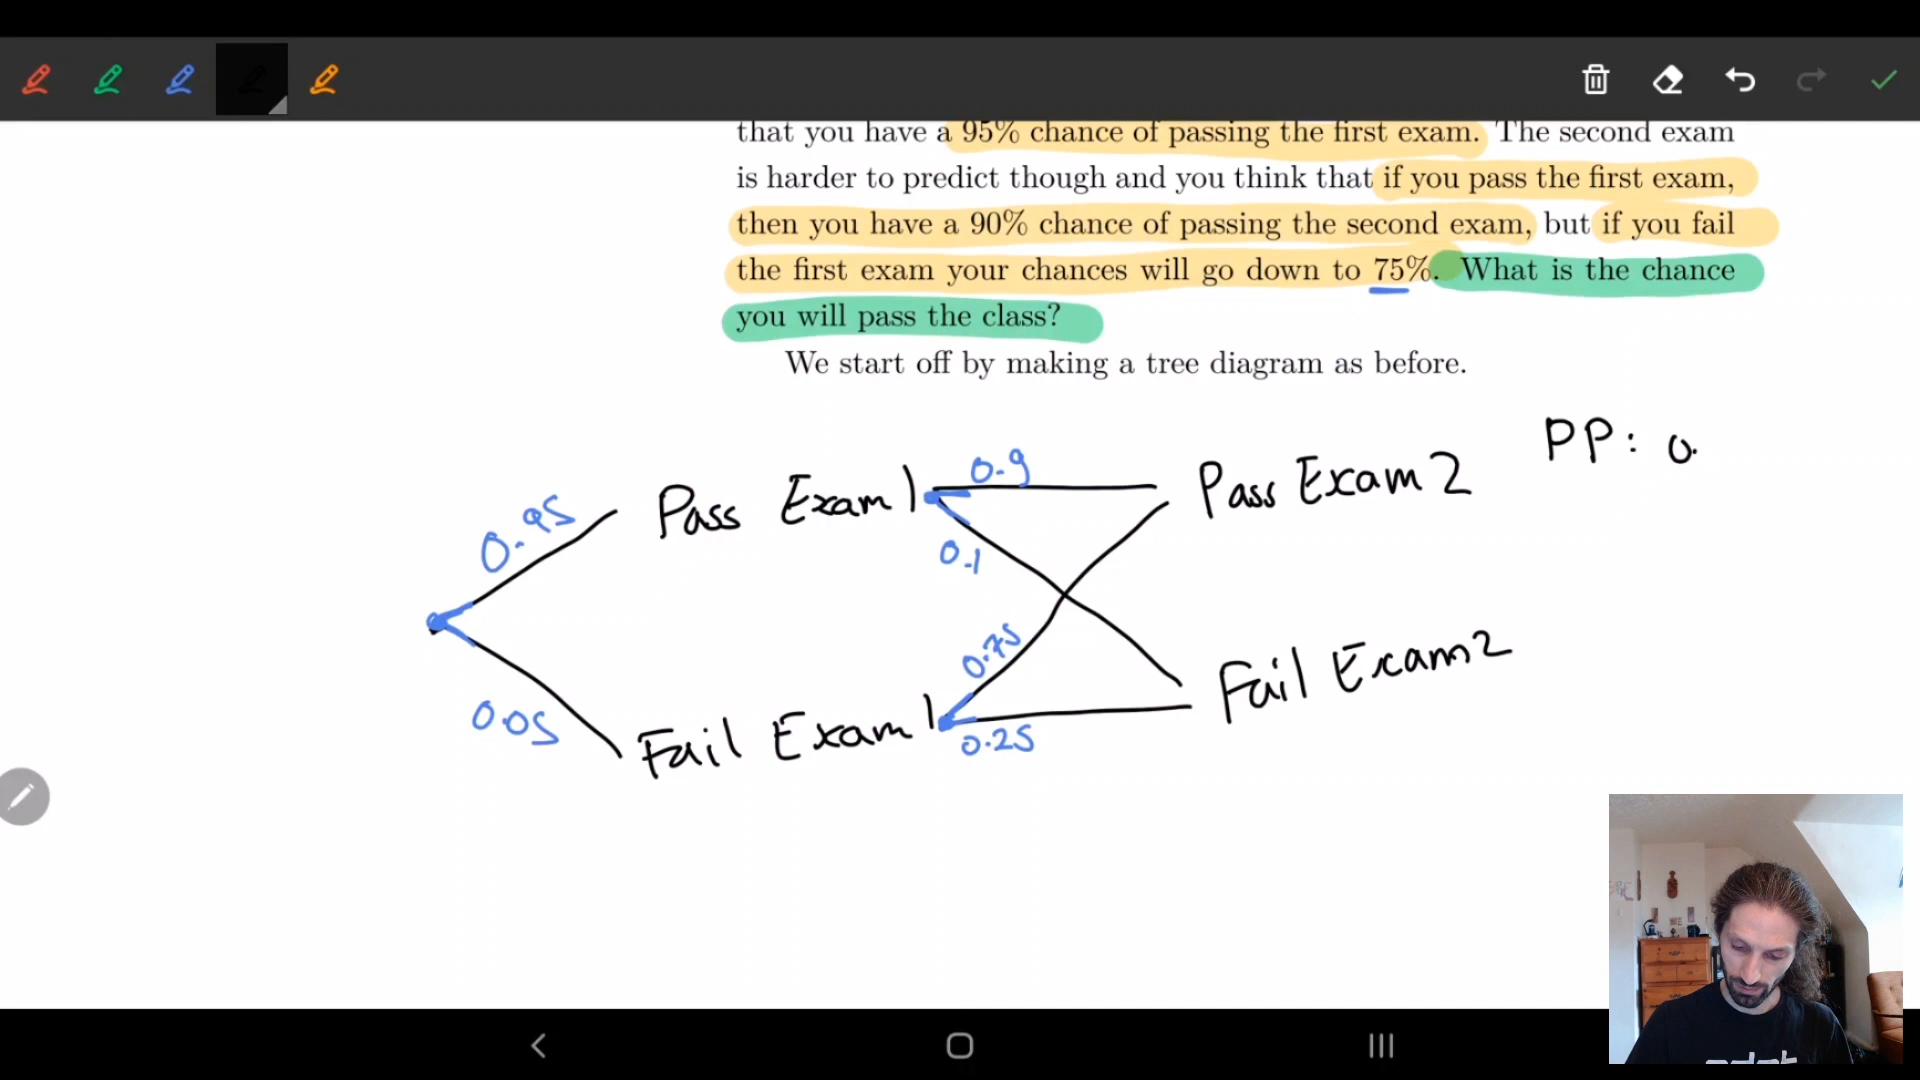 that you have a 95% chance of passing the first exam. The second exam
is harder to predict though and you think that if you pass the first exam,
then you have a 90% chance of passing the second exam, but if you fail
the first exam your chances will go down to 75%. What is the chance
you will pass the class?
We start off by making a tree diagram as before.
PP: 0.
0.9
Pass Exam 1
Pass Exam 2
0.95
0.1
0.75
Fail Exam 2
0.05
Fail Exam 1
0.25